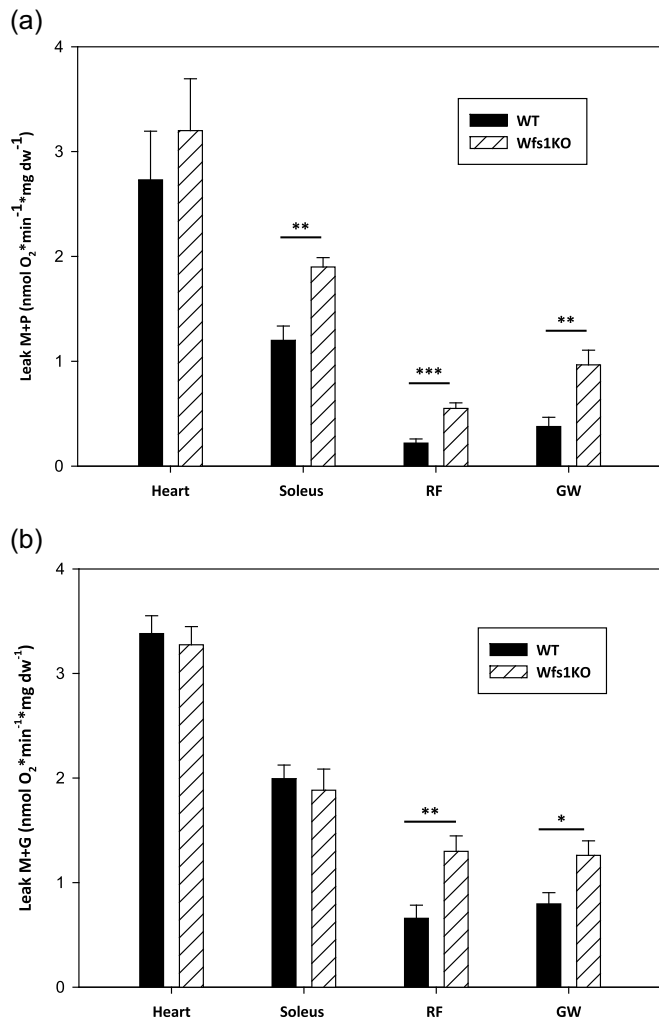 (a)
Leak M+P (nmol O₂*min⁻¹*mg dw⁻¹)
4
3
2
1
0
WT
Wfs1KO
**
***
**
Heart Soleus RF GW
(b)
Leak M+G (nmol O₂*min⁻¹*mg dw⁻¹)
4
3
2
1
0
WT
Wfs1KO
**
*
Heart Soleus RF GW